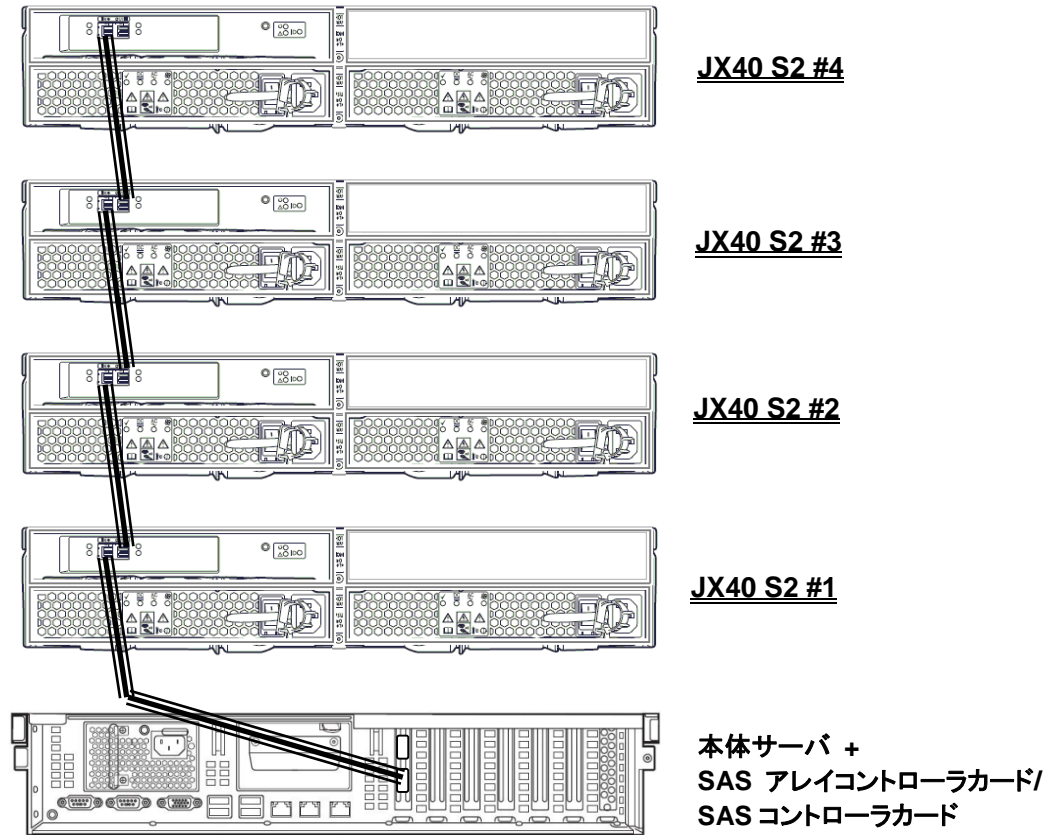 JX40 S2 #4
JX40 S2 #3
JX40 S2 #2
JX40 S2 #1
本体サーバ +
SAS アレイコントローラカード/
SAS コントローラカード